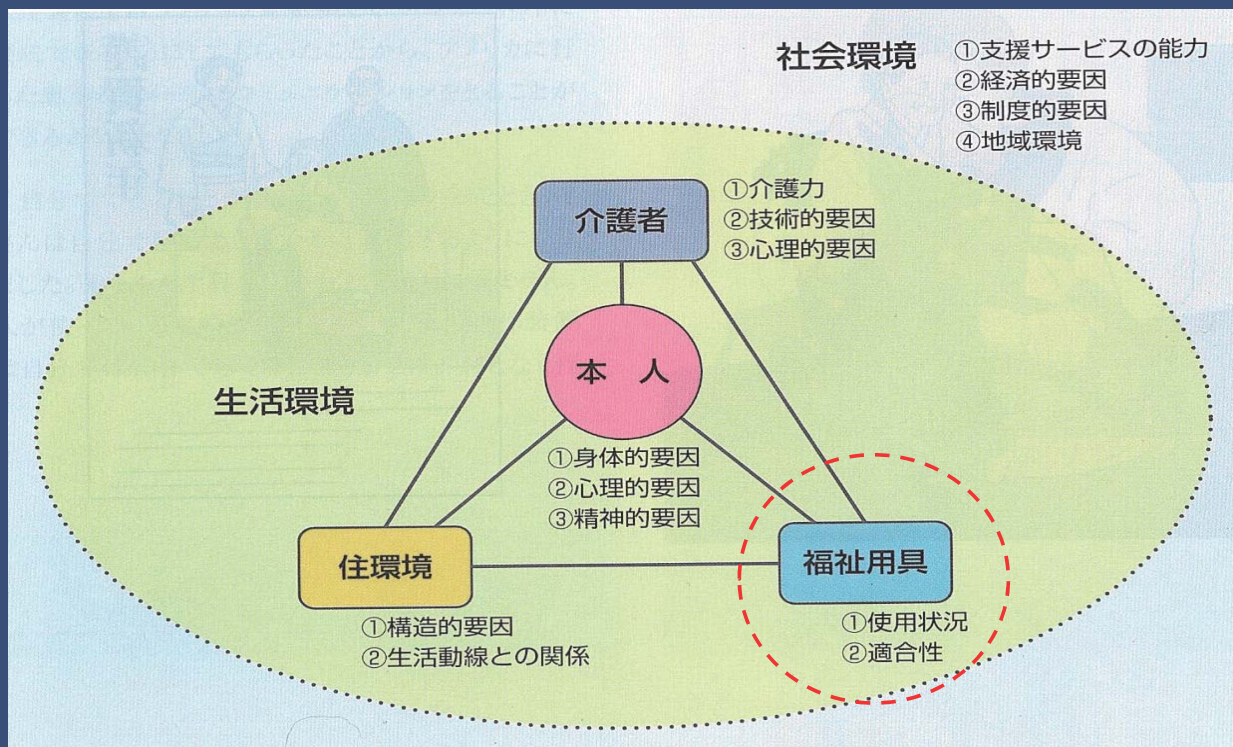 社会環境
①支援サービスの能力
②経済的要因
③制度的要因
④地域環境
介護者
①介護力
②技術的要因
③心理的要因
本 人
①身体的要因
②心理的要因
③精神的要因
生活環境
住環境
①構造的要因
②生活動線との関係
福祉用具
①使用状況
②適合性